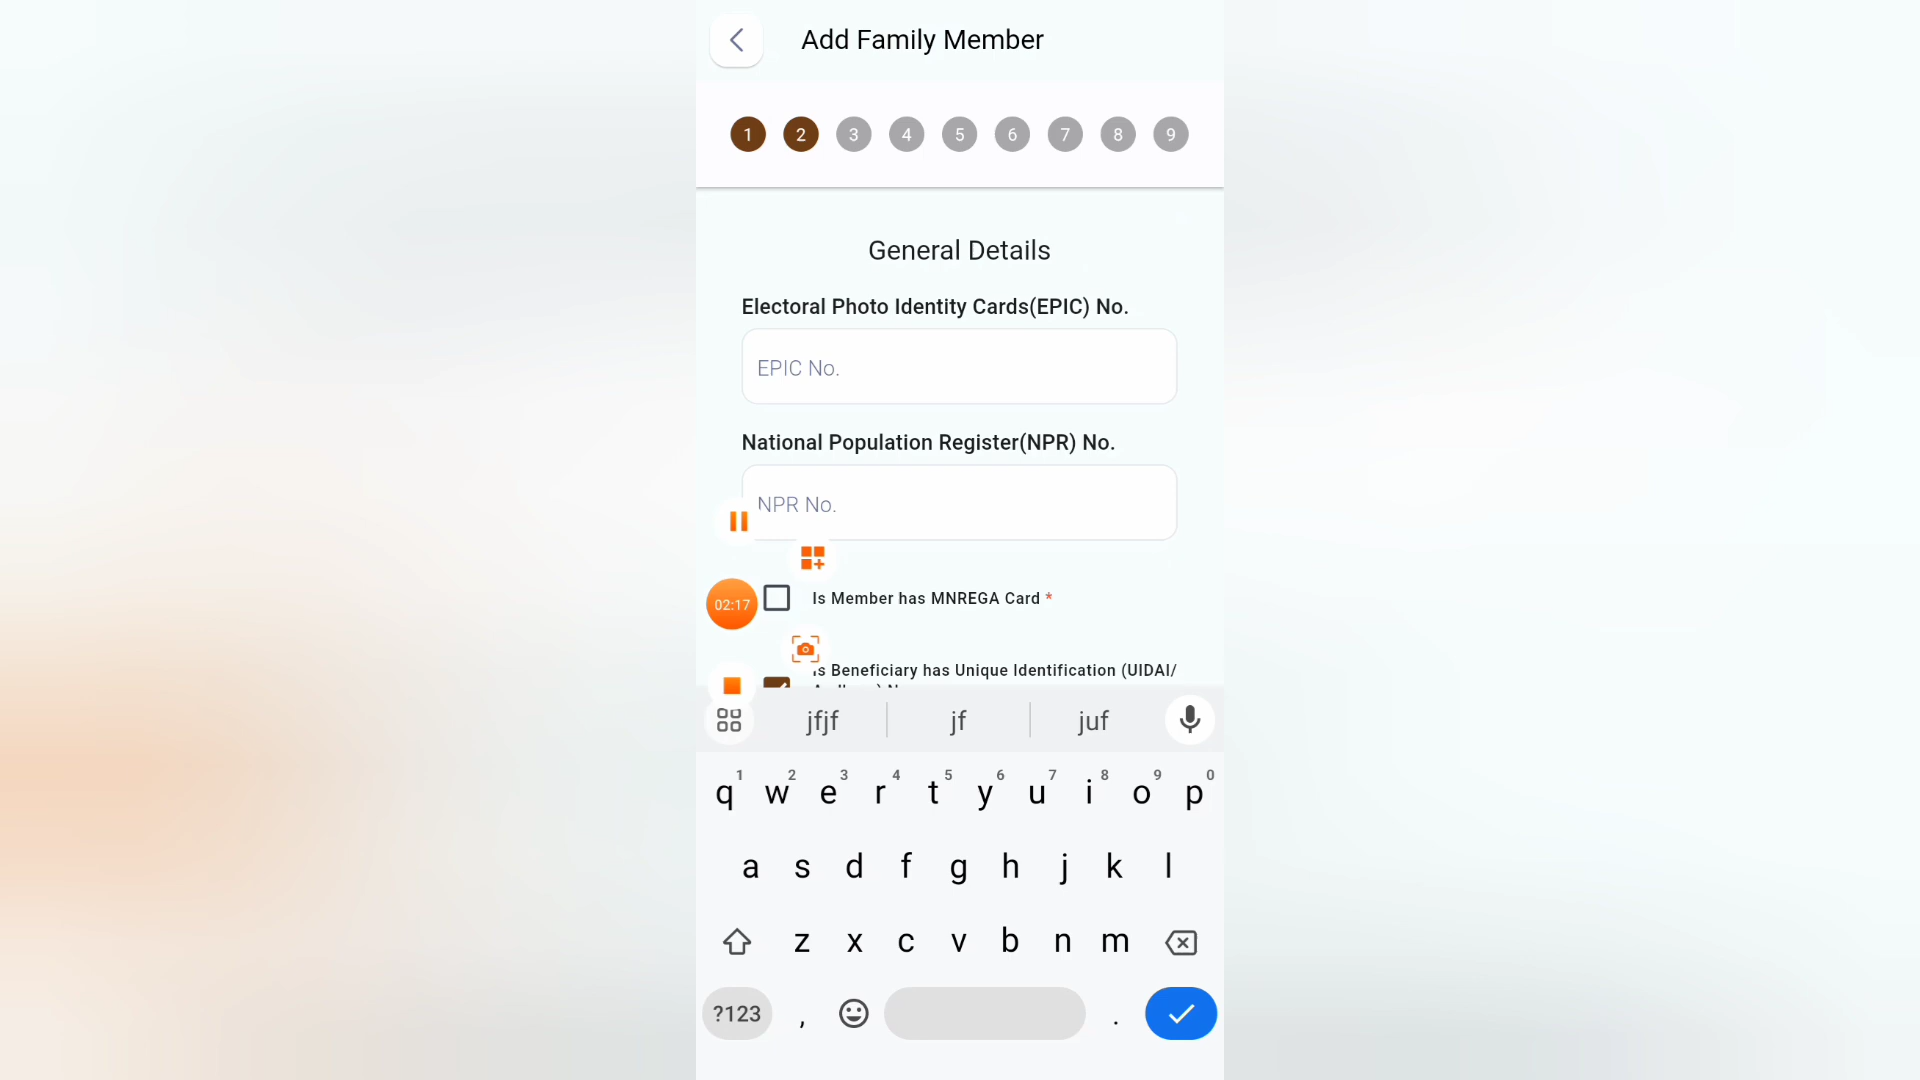 Add Family Member
1 2 3 4 5 6 7 8 9
General Details
Electoral Photo Identity Cards(EPIC) No.
EPIC No.
National Population Register(NPR) No.
NPR No.
Is Member has MNREGA Card *
02:17
Is Beneficiary has Unique Identification (UIDAI/
jfjf jf juf
1 2 3 4 5 6 7 8 9 0
q w e r t y u i o p
a s d f g h j k l
z x c v b n m
?123 , .